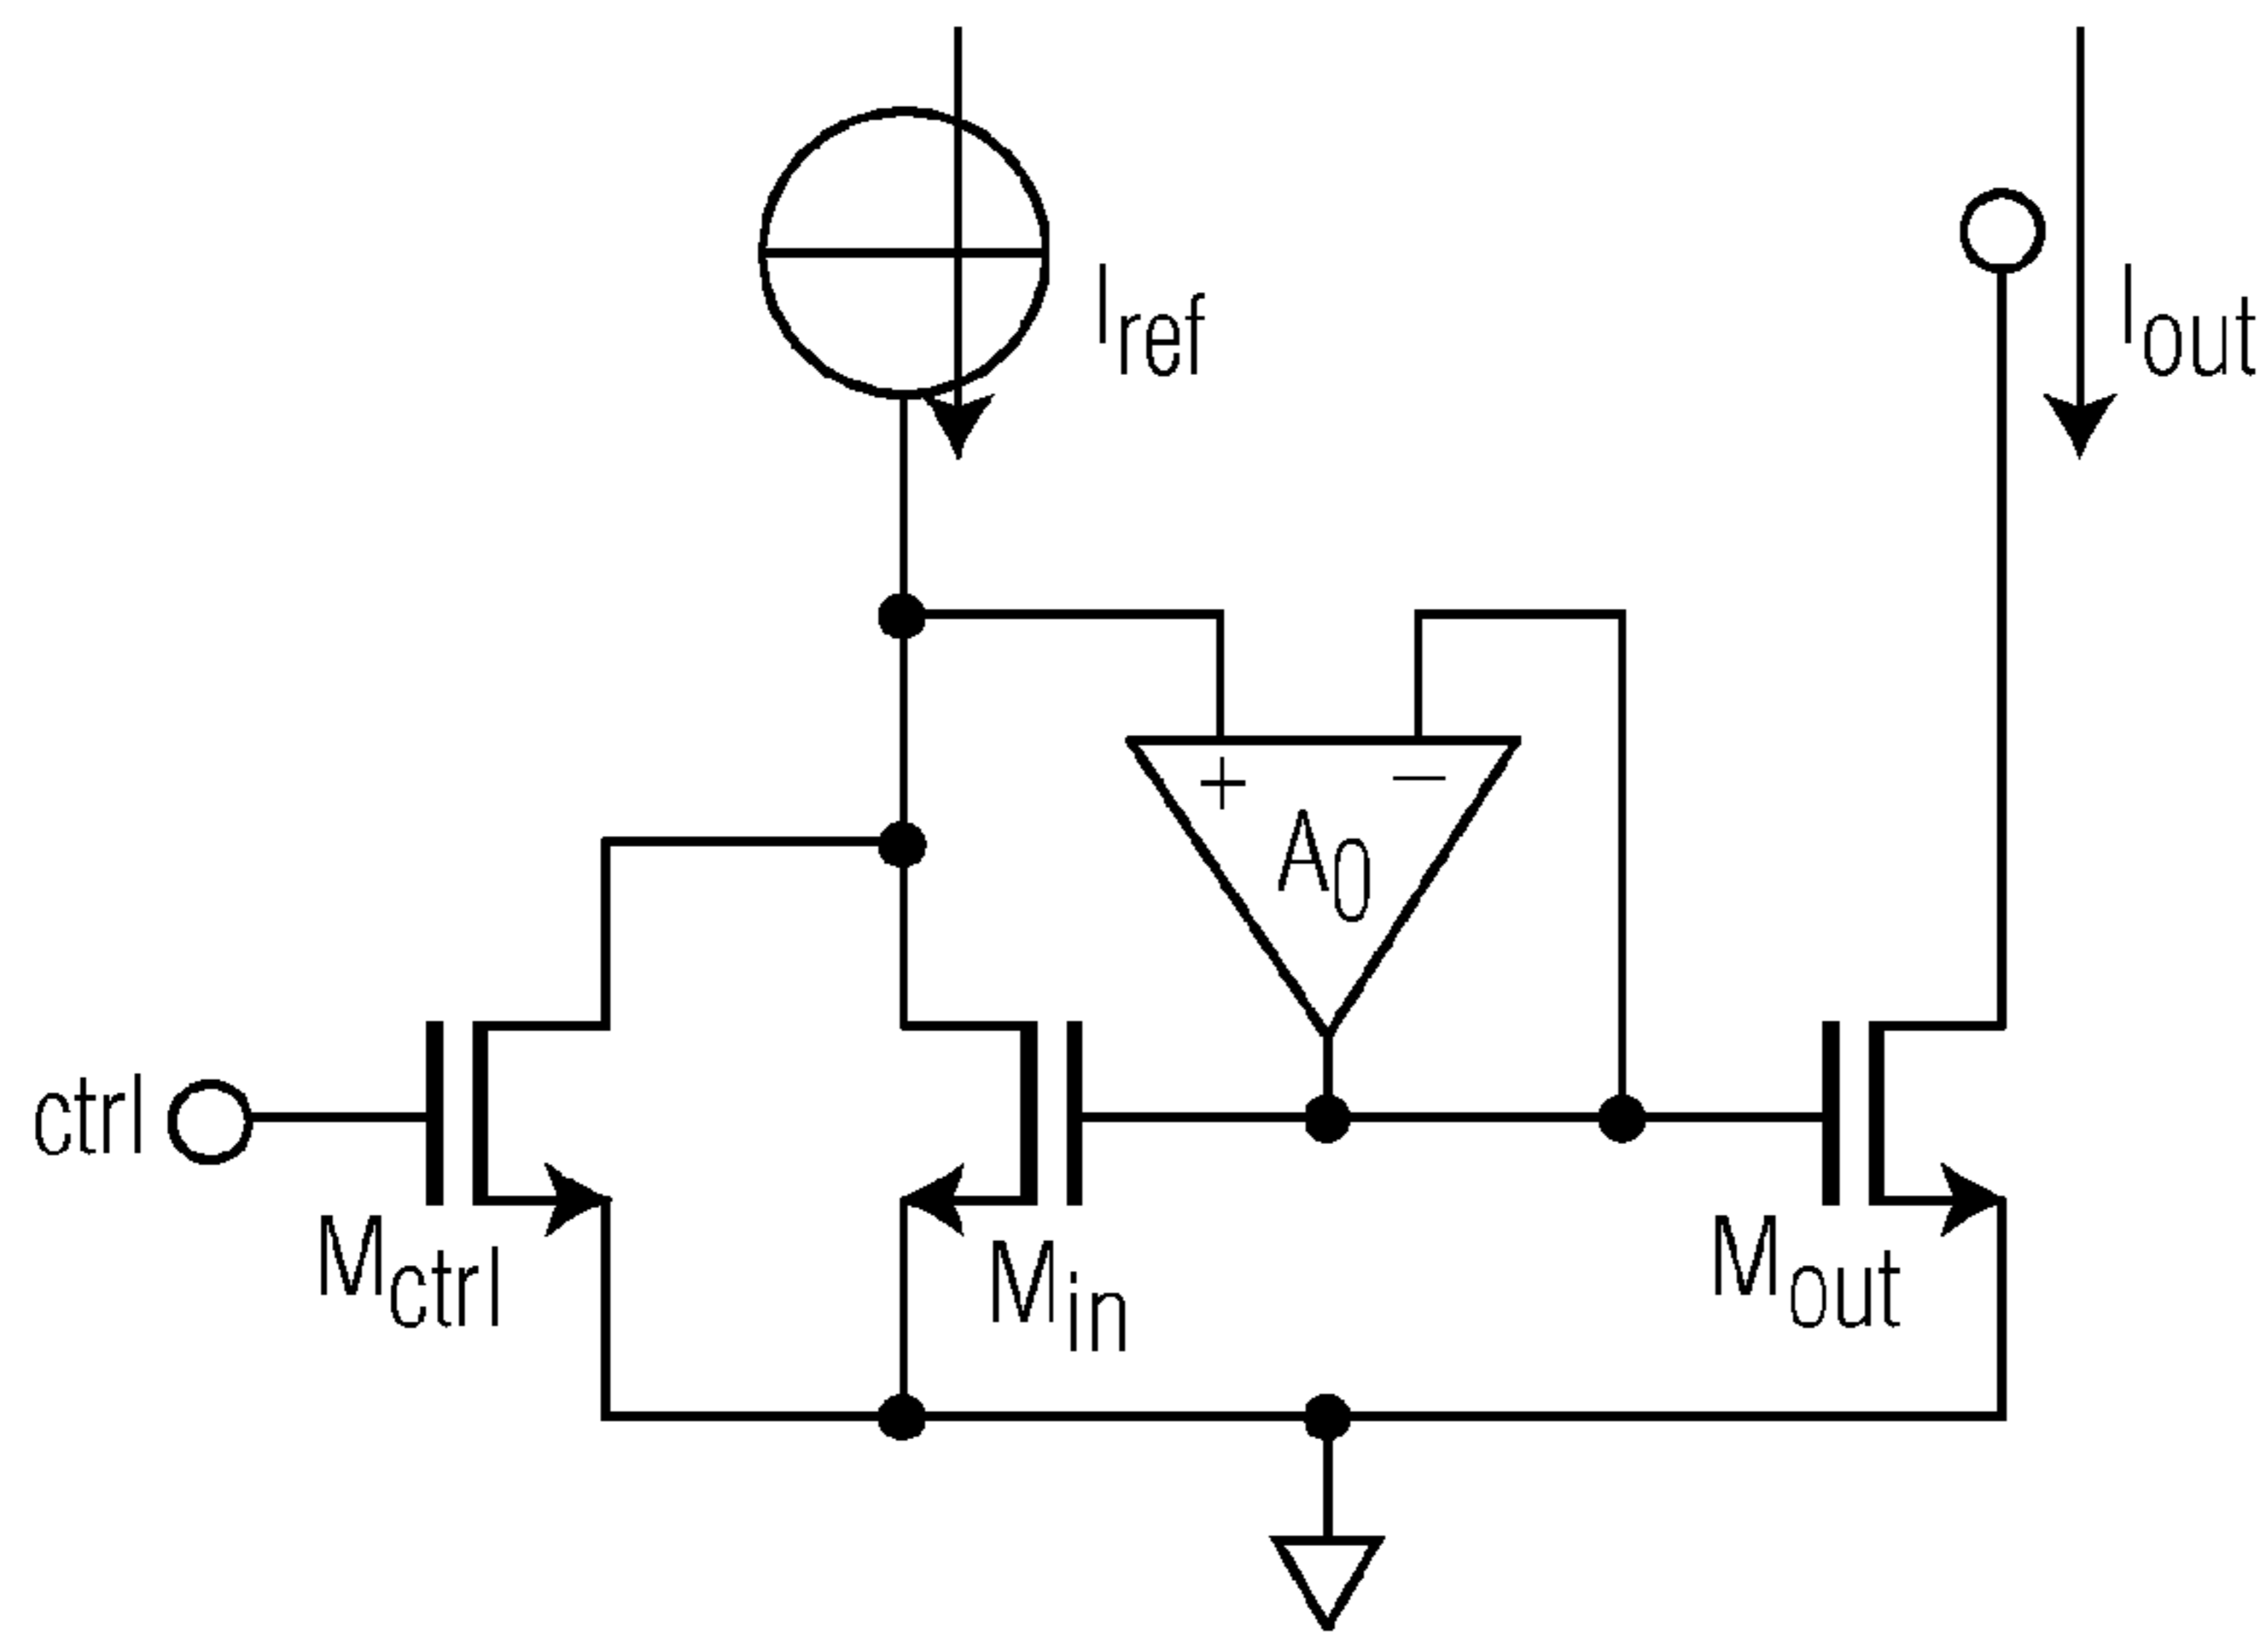 Iref
Iout
+ −
A0
ctrl
Mctrl
Min
Mout